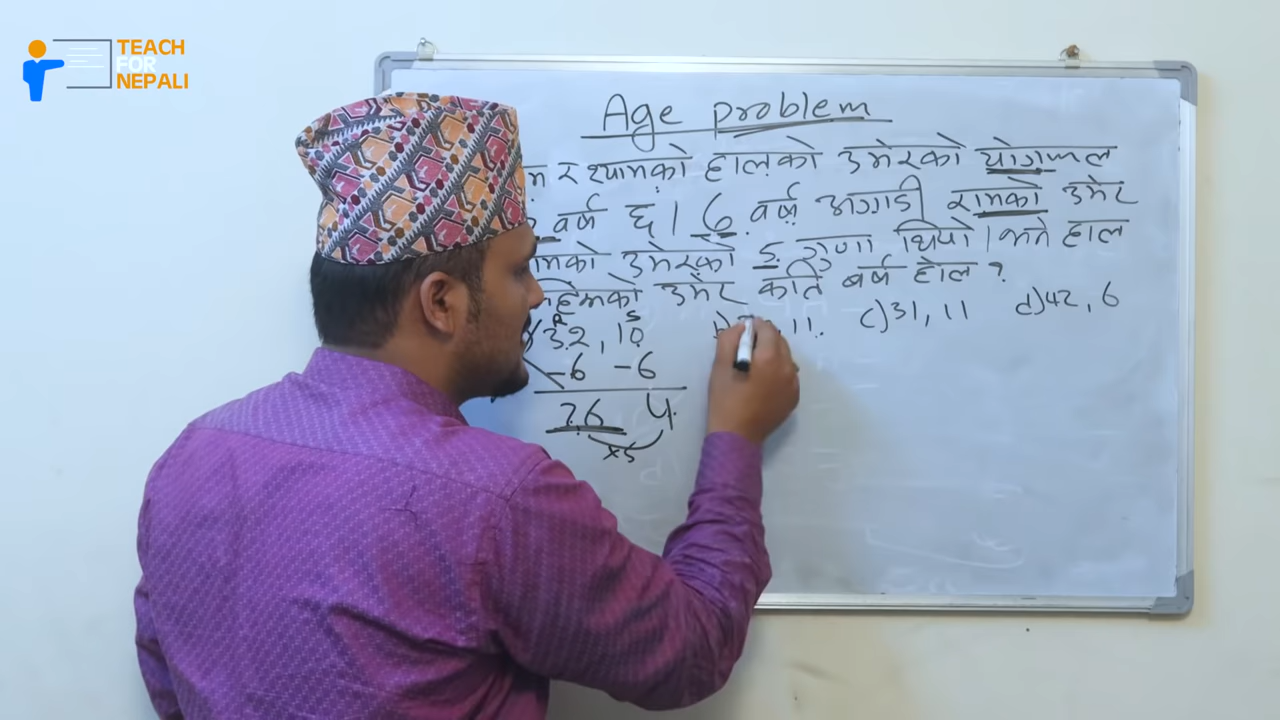 TEACH
FOR
NEPALI
Age problem
र श्यामको हालको उमेरको योगफल
वर्ष छ। 6 वर्ष अगाडी रामको उमेर
उमेरको 5 गुणा थियो। भने हाल
उमेर कति बर्ष होला ?
R S
32, 10 b) 11. c) 31, 11 d) 42, 6
-6 -6
26 4
x5